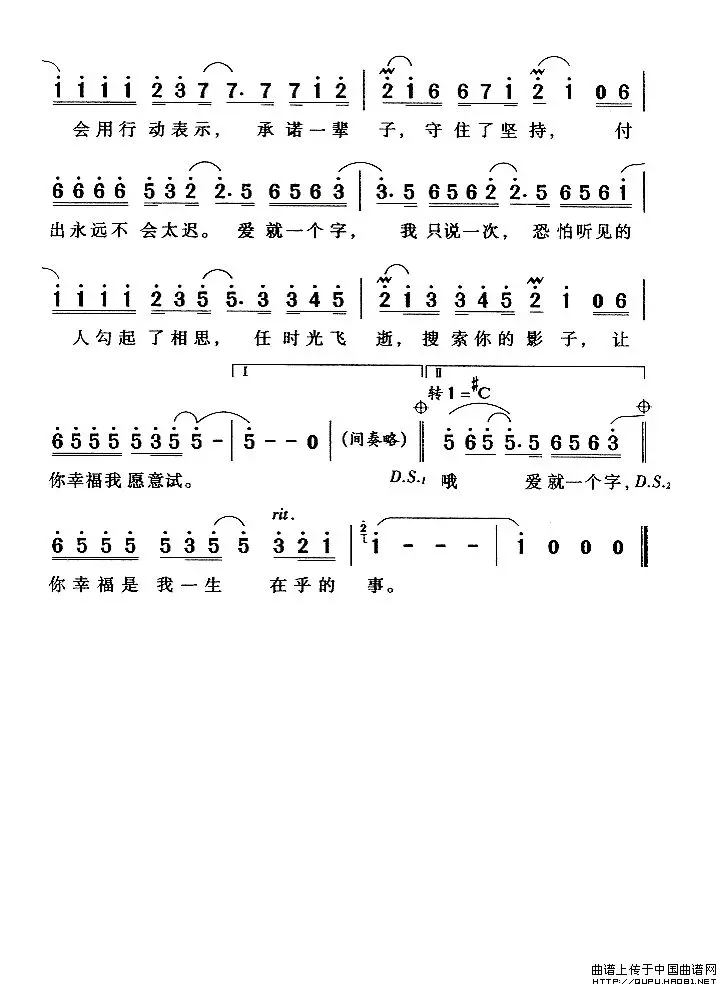 1 1 1 1 2 3 7 7. 7 7 1 2 | 2 1 6 6 7 1 2 1 0 6 |
会用行动表示， 承诺一辈 子，守住了坚持， 付
6 6 6 6 5 3 2 2. 5 6 5 6 3 | 3. 5 6 5 6 2 2. 5 6 5 6 1 |
出永远不会太迟。爱就一个字， 我只说一次，恐怕听见的
1 1 1 1 2 3 5 5. 3 3 4 5 | 2 1 3 3 4 5 2 1 0 6 |
人勾起了相思， 任时光飞 逝，搜索你的影子，让
I II
转1=#C
6 5 5 5 5 3 5 5 5 - | 5 - - 0 | (间奏略) || 5 6 5 5. 5 6 5 6 3 ||
你幸福我愿意试。 D.S.1 哦 爱就一个字，D.S.2
rit.
6 5 5 5 5 3 5 5 3 2 1 | 2 1 1 - - - | 1 0 0 0 ||
你幸福是我一生 在乎的 事。
曲谱上传于中国曲谱网
HTTP://QUPU.HAO81.NET